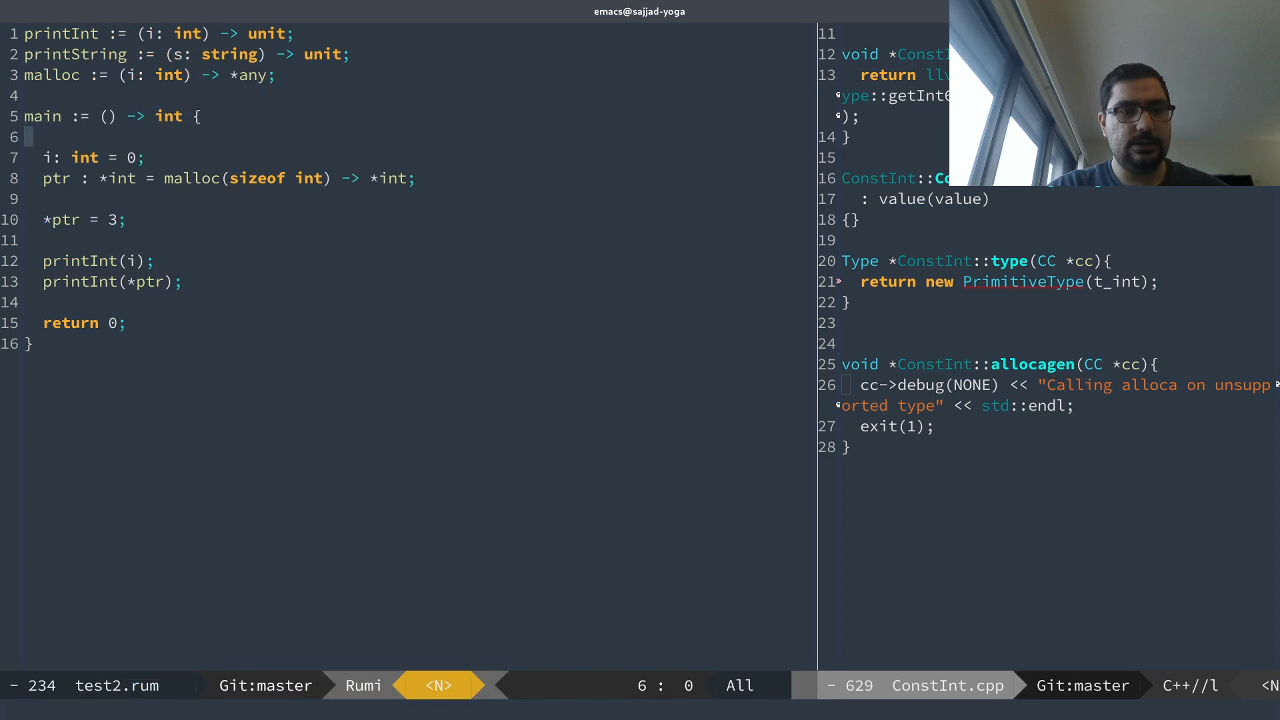 emacs@sajjad-yoga
1 printInt := (i: int) -> unit;
2 printString := (s: string) -> unit;
3 malloc := (i: int) -> *any;
4
5 main := () -> int {
6
7   i: int = 0;
8   ptr : *int = malloc(sizeof int) -> *int;
9
10   *ptr = 3;
11
12   printInt(i);
13   printInt(*ptr);
14
15   return 0;
16 }
- 234 test2.rum Git:master Rumi <N> 6 : 0 All
11
12 void *ConstI
13   return llv
ype::getInt6
);
14 }
15
16 ConstInt::Co
17   : value(value)
18 {}
19
20 Type *ConstInt::type(CC *cc){
21   return new PrimitiveType(t_int);
22 }
23
24
25 void *ConstInt::allocagen(CC *cc){
26   cc->debug(NONE) << "Calling alloca on unsupp
orted type" << std::endl;
27   exit(1);
28 }
- 629 ConstInt.cpp Git:master C++//l <N